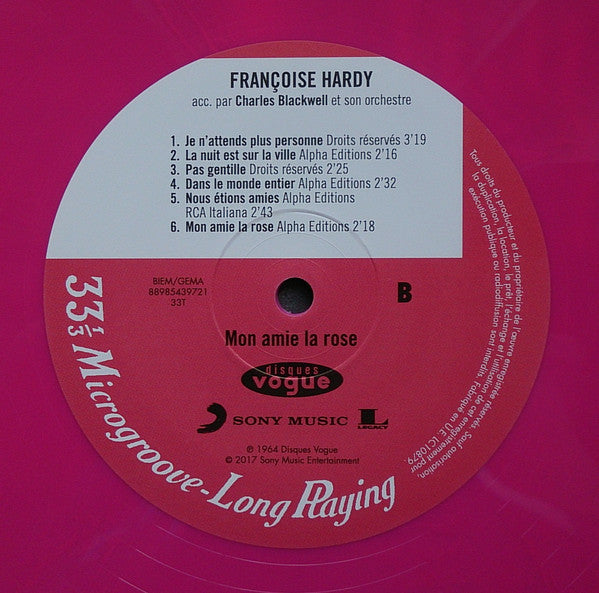 FRANÇOISE HARDY
acc. par Charles Blackwell et son orchestre
1. Je n'attends plus personne Droits réservés 3'19
2. La nuit est sur la ville Alpha Editions 2'16
3. Pas gentille Droits réservés 2'25
4. Dans le monde entier Alpha Editions 2'32
5. Nous étions amies Alpha Editions
RCA Italiana 2'43
6. Mon amie la rose Alpha Editions 2'18
BIEM/GEMA
88985439721
33T
B
Mon amie la rose
disques
vogue
SONY MUSIC
L
LEGACY
℗ 1964 Disques Vogue
© 2017 Sony Music Entertainment
33 1/3 Microgroove-Long Playing
Tous droits du producteur et du propriétaire de l'œuvre enregistrée réservés. Sauf autorisation,
la duplication, la location, le prêt, l'échange et l'utilisation de cet enregistrement pour
exécution publique ou radiodiffusion sont interdits. Fabriqué en U.E. LC10879.